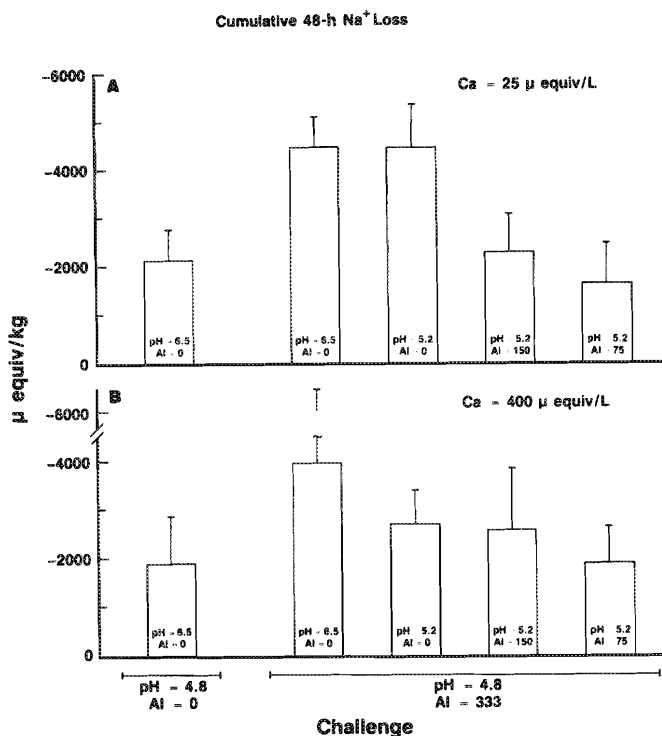 Cumulative 48-h Na+ Loss
A
Ca = 25 μ equiv/L
-6000
-4000
-2000
0
pH - 6.5
Al - 0
pH - 6.5
Al - 0
pH - 5.2
Al - 0
pH - 5.2
Al - 150
pH - 5.2
Al - 75
μ equiv/kg
B
Ca = 400 μ equiv/L
-6000
-4000
-2000
0
pH - 6.5
Al - 0
pH - 6.5
Al - 0
pH 5.2
Al - 0
pH - 5.2
Al - 150
pH 5.2
Al 75
pH = 4.8
Al = 0
pH = 4.8
Al = 333
Challenge